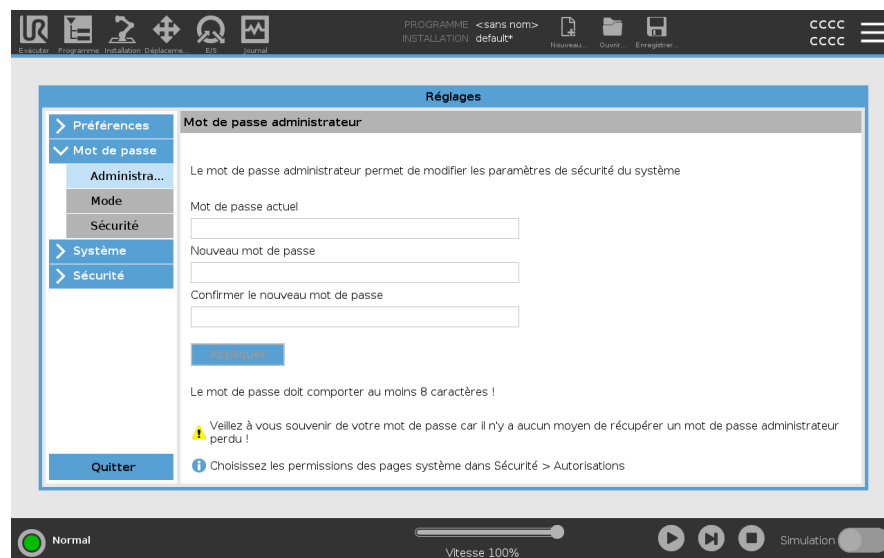 PROGRAMME <sans nom>
INSTALLATION default*
cccc
cccc
Exécuter Programme Installation Déplaceme... E/S Journal Nouveau... Ouvrir... Enregistrer...
Réglages
Préférences
Mot de passe
Administra...
Mode
Sécurité
Système
Sécurité
Quitter
Mot de passe administrateur
Le mot de passe administrateur permet de modifier les paramètres de sécurité du système
Mot de passe actuel
Nouveau mot de passe
Confirmer le nouveau mot de passe
Appliquer
Le mot de passe doit comporter au moins 8 caractères !
Veillez à vous souvenir de votre mot de passe car il n'y a aucun moyen de récupérer un mot de passe administrateur
perdu !
Choisissez les permissions des pages système dans Sécurité > Autorisations
Normal
Vitesse 100%
Simulation